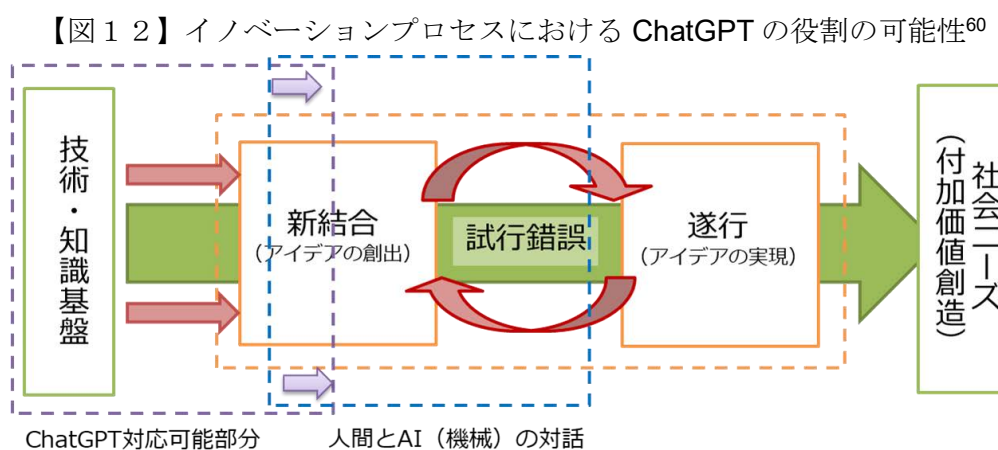 【図１２】イノベーションプロセスにおける ChatGPT の役割の可能性60
技術・知識基盤
新結合
(アイデアの創出)
試行錯誤
遂行
(アイデアの実現)
社会ニーズ
(付加価値創造)
ChatGPT対応可能部分
人間とAI（機械）の対話